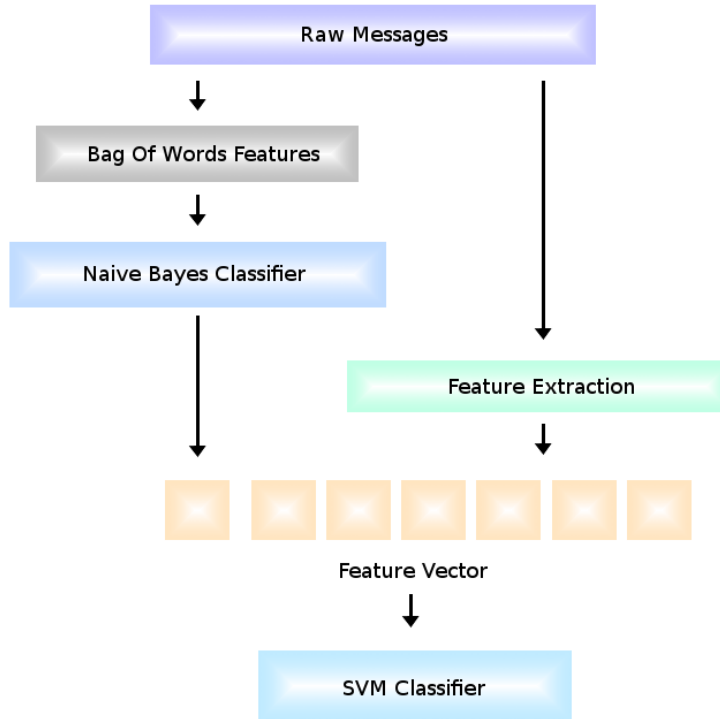 Raw Messages
Bag Of Words Features
Naive Bayes Classifier
Feature Extraction
Feature Vector
SVM Classifier